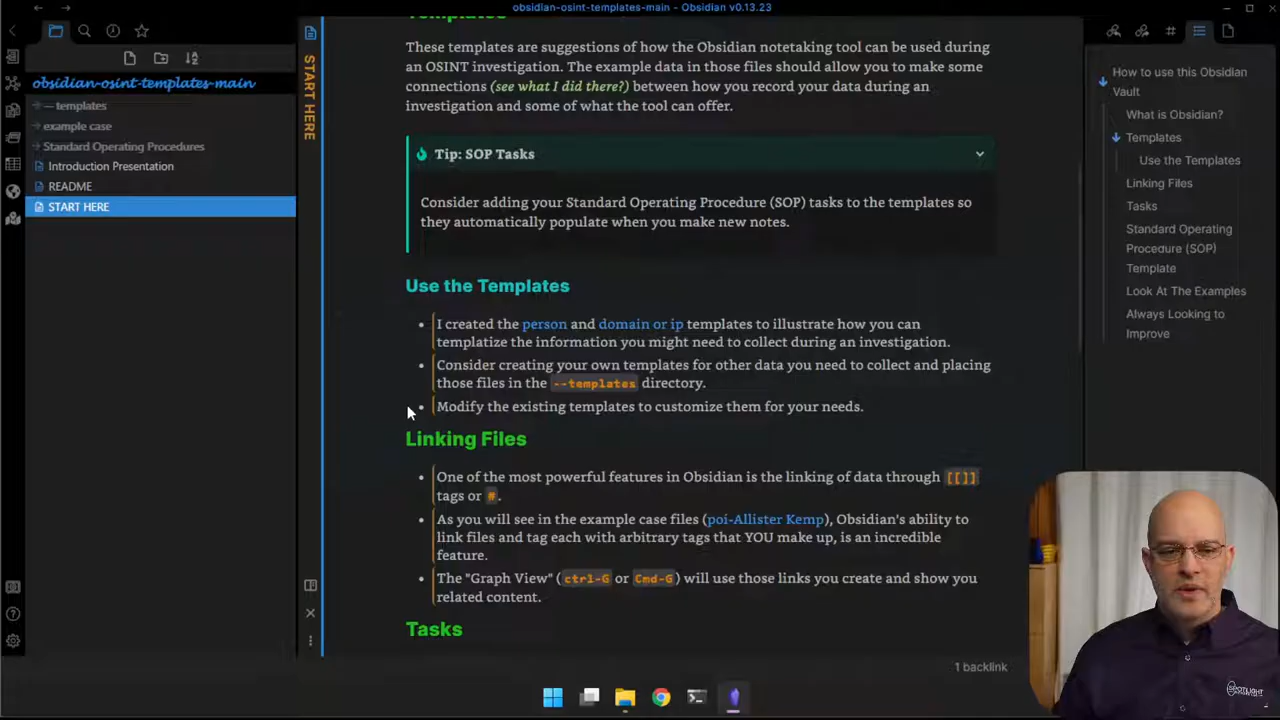 obsidian-osint-templates-main - Obsidian v0.13.23
obsidian-osint-templates-main
-- templates
example case
Standard Operating Procedures
Introduction Presentation
README
START HERE
START HERE
Templates
These templates are suggestions of how the Obsidian notetaking tool can be used during
an OSINT investigation. The example data in those files should allow you to make some
connections (see what I did there?) between how you record your data during an
investigation and some of what the tool can offer.
Tip: SOP Tasks
Consider adding your Standard Operating Procedure (SOP) tasks to the templates so
they automatically populate when you make new notes.
Use the Templates
• I created the person and domain or ip templates to illustrate how you can
templatize the information you might need to collect during an investigation.
• Consider creating your own templates for other data you need to collect and placing
those files in the --templates directory.
• Modify the existing templates to customize them for your needs.
Linking Files
• One of the most powerful features in Obsidian is the linking of data through [[]]
tags or #.
• As you will see in the example case files (poi-Allister Kemp), Obsidian's ability to
link files and tag each with arbitrary tags that YOU make up, is an incredible
feature.
• The "Graph View" (ctrl-G or Cmd-G) will use those links you create and show you
related content.
Tasks
How to use this Obsidian
Vault
What is Obsidian?
Templates
Use the Templates
Linking Files
Tasks
Standard Operating
Procedure (SOP)
Template
Look At The Examples
Always Looking to
Improve
1 backlink
SPOTLIGHT